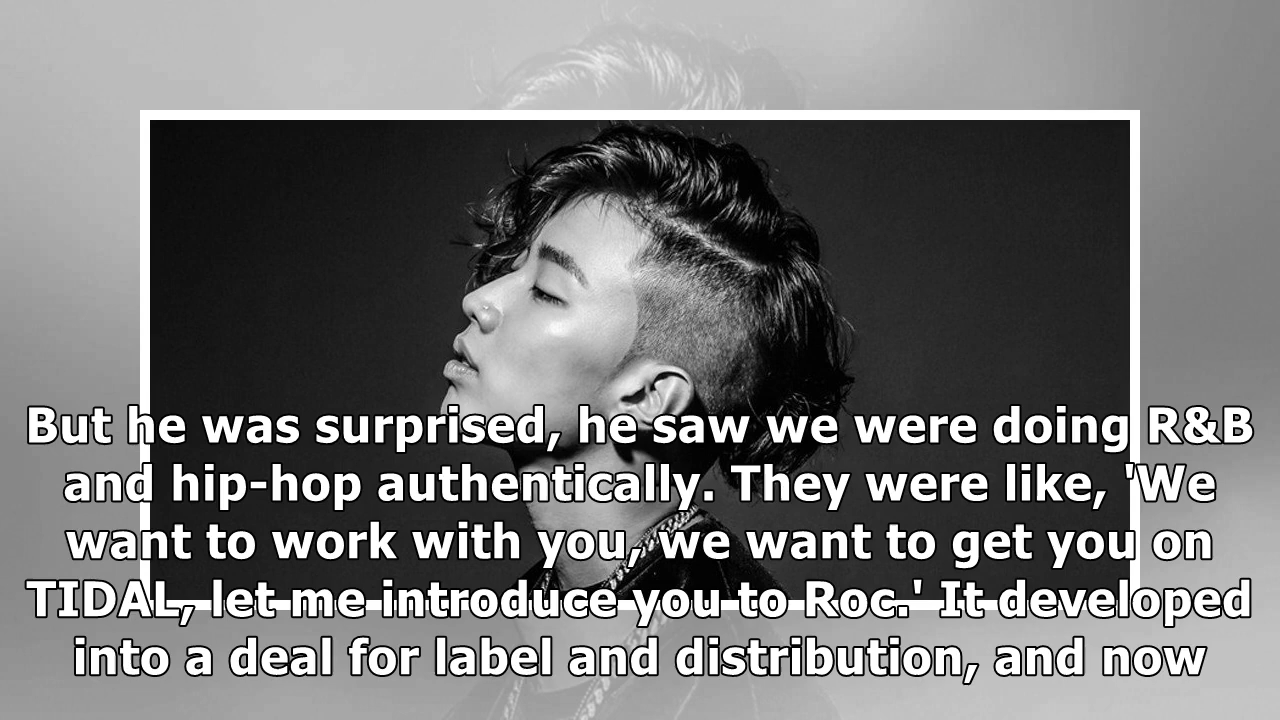 But he was surprised, he saw we were doing R&B
and hip-hop authentically. They were like, 'We
want to work with you, we want to get you on
TIDAL, let me introduce you to Roc.' It developed
into a deal for label and distribution, and now